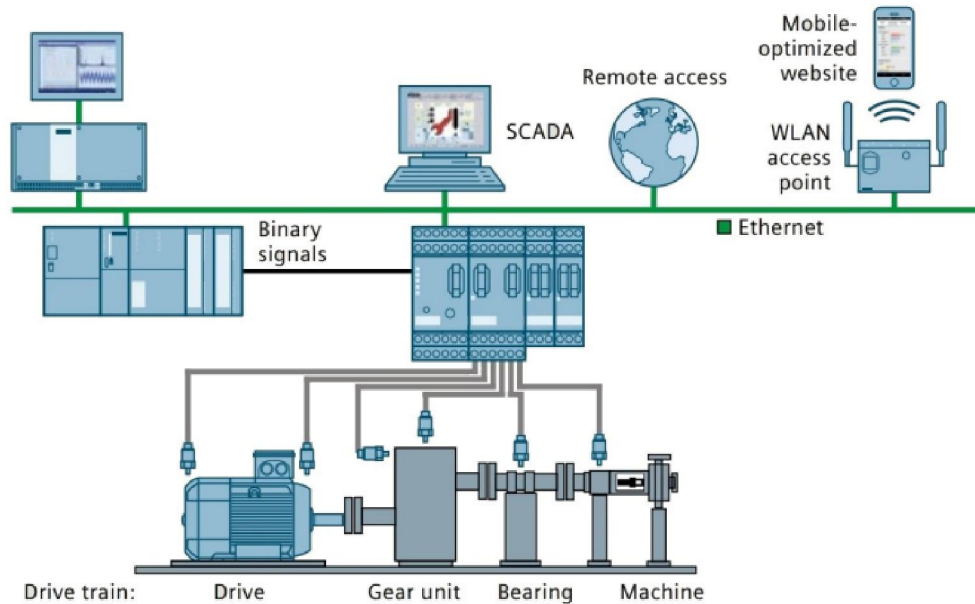 Mobile-
optimized
website
Remote access
SCADA
WLAN
access
point
Binary
signals
Ethernet
Drive train:
Drive
Gear unit
Bearing
Machine